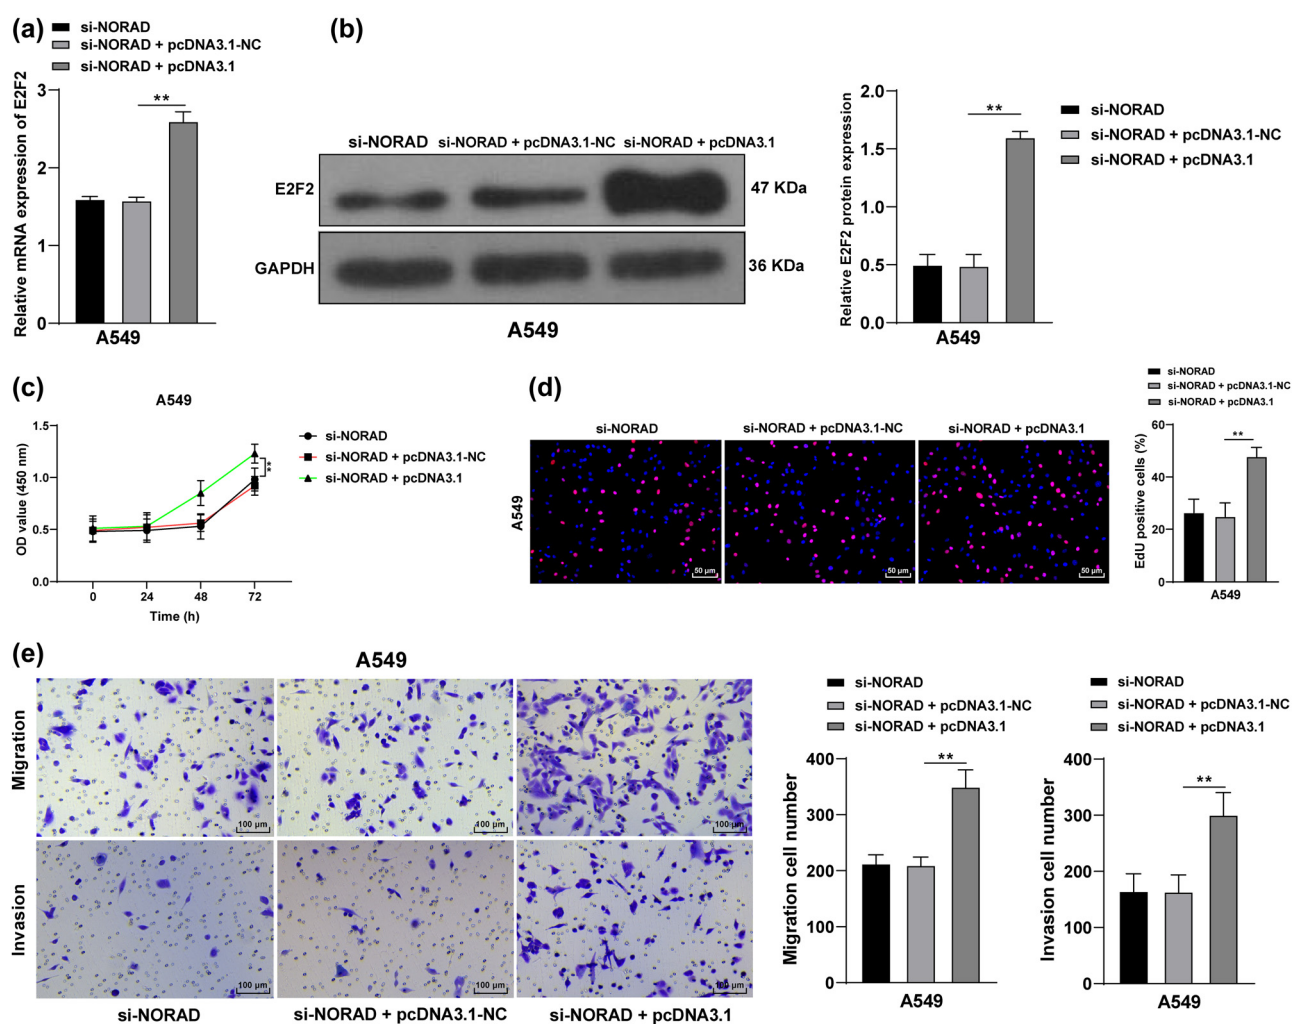 (a)
si-NORAD
si-NORAD + pcDNA3.1-NC
si-NORAD + pcDNA3.1
Relative mRNA expression of E2F2
3
2
1
0
**
A549
(b)
si-NORAD
si-NORAD + pcDNA3.1-NC
si-NORAD + pcDNA3.1
E2F2
47 KDa
GAPDH
36 KDa
A549
Relative E2F2 protein expression
2.0
1.5
1.0
0.5
0.0
**
A549
si-NORAD
si-NORAD + pcDNA3.1-NC
si-NORAD + pcDNA3.1
(c)
A549
OD value (450 nm)
1.5
1.0
0.5
0.0
0
24
48
72
Time (h)
**
si-NORAD
si-NORAD + pcDNA3.1-NC
si-NORAD + pcDNA3.1
(d)
si-NORAD
si-NORAD + pcDNA3.1-NC
si-NORAD + pcDNA3.1
A549
50 μm
50 μm
50 μm
si-NORAD
si-NORAD + pcDNA3.1-NC
si-NORAD + pcDNA3.1
EdU positive cells (%)
60
40
20
0
**
A549
(e)
A549
Migration
100 μm
100 μm
100 μm
Invasion
100 μm
100 μm
100 μm
si-NORAD
si-NORAD + pcDNA3.1-NC
si-NORAD + pcDNA3.1
si-NORAD
si-NORAD + pcDNA3.1-NC
si-NORAD + pcDNA3.1
Migration cell number
400
300
200
100
0
**
A549
si-NORAD
si-NORAD + pcDNA3.1-NC
si-NORAD + pcDNA3.1
Invasion cell number
400
300
200
100
0
**
A549